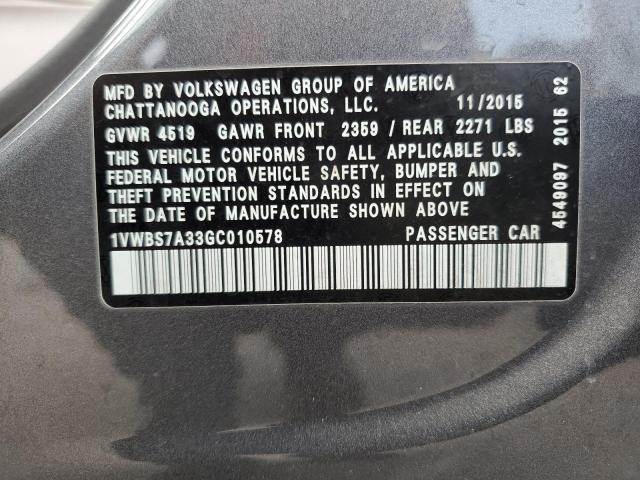 MFD BY VOLKSWAGEN GROUP OF AMERICA
CHATTANOOGA OPERATIONS, LLC. 11/2015
GVWR 4519 GAWR FRONT 2359 / REAR 2271 LBS
THIS VEHICLE CONFORMS TO ALL APPLICABLE U.S.
FEDERAL MOTOR VEHICLE SAFETY, BUMPER AND
THEFT PREVENTION STANDARDS IN EFFECT ON
THE DATE OF MANUFACTURE SHOWN ABOVE.
1VWBS7A33GC010578 PASSENGER CAR
4549097 2015 62